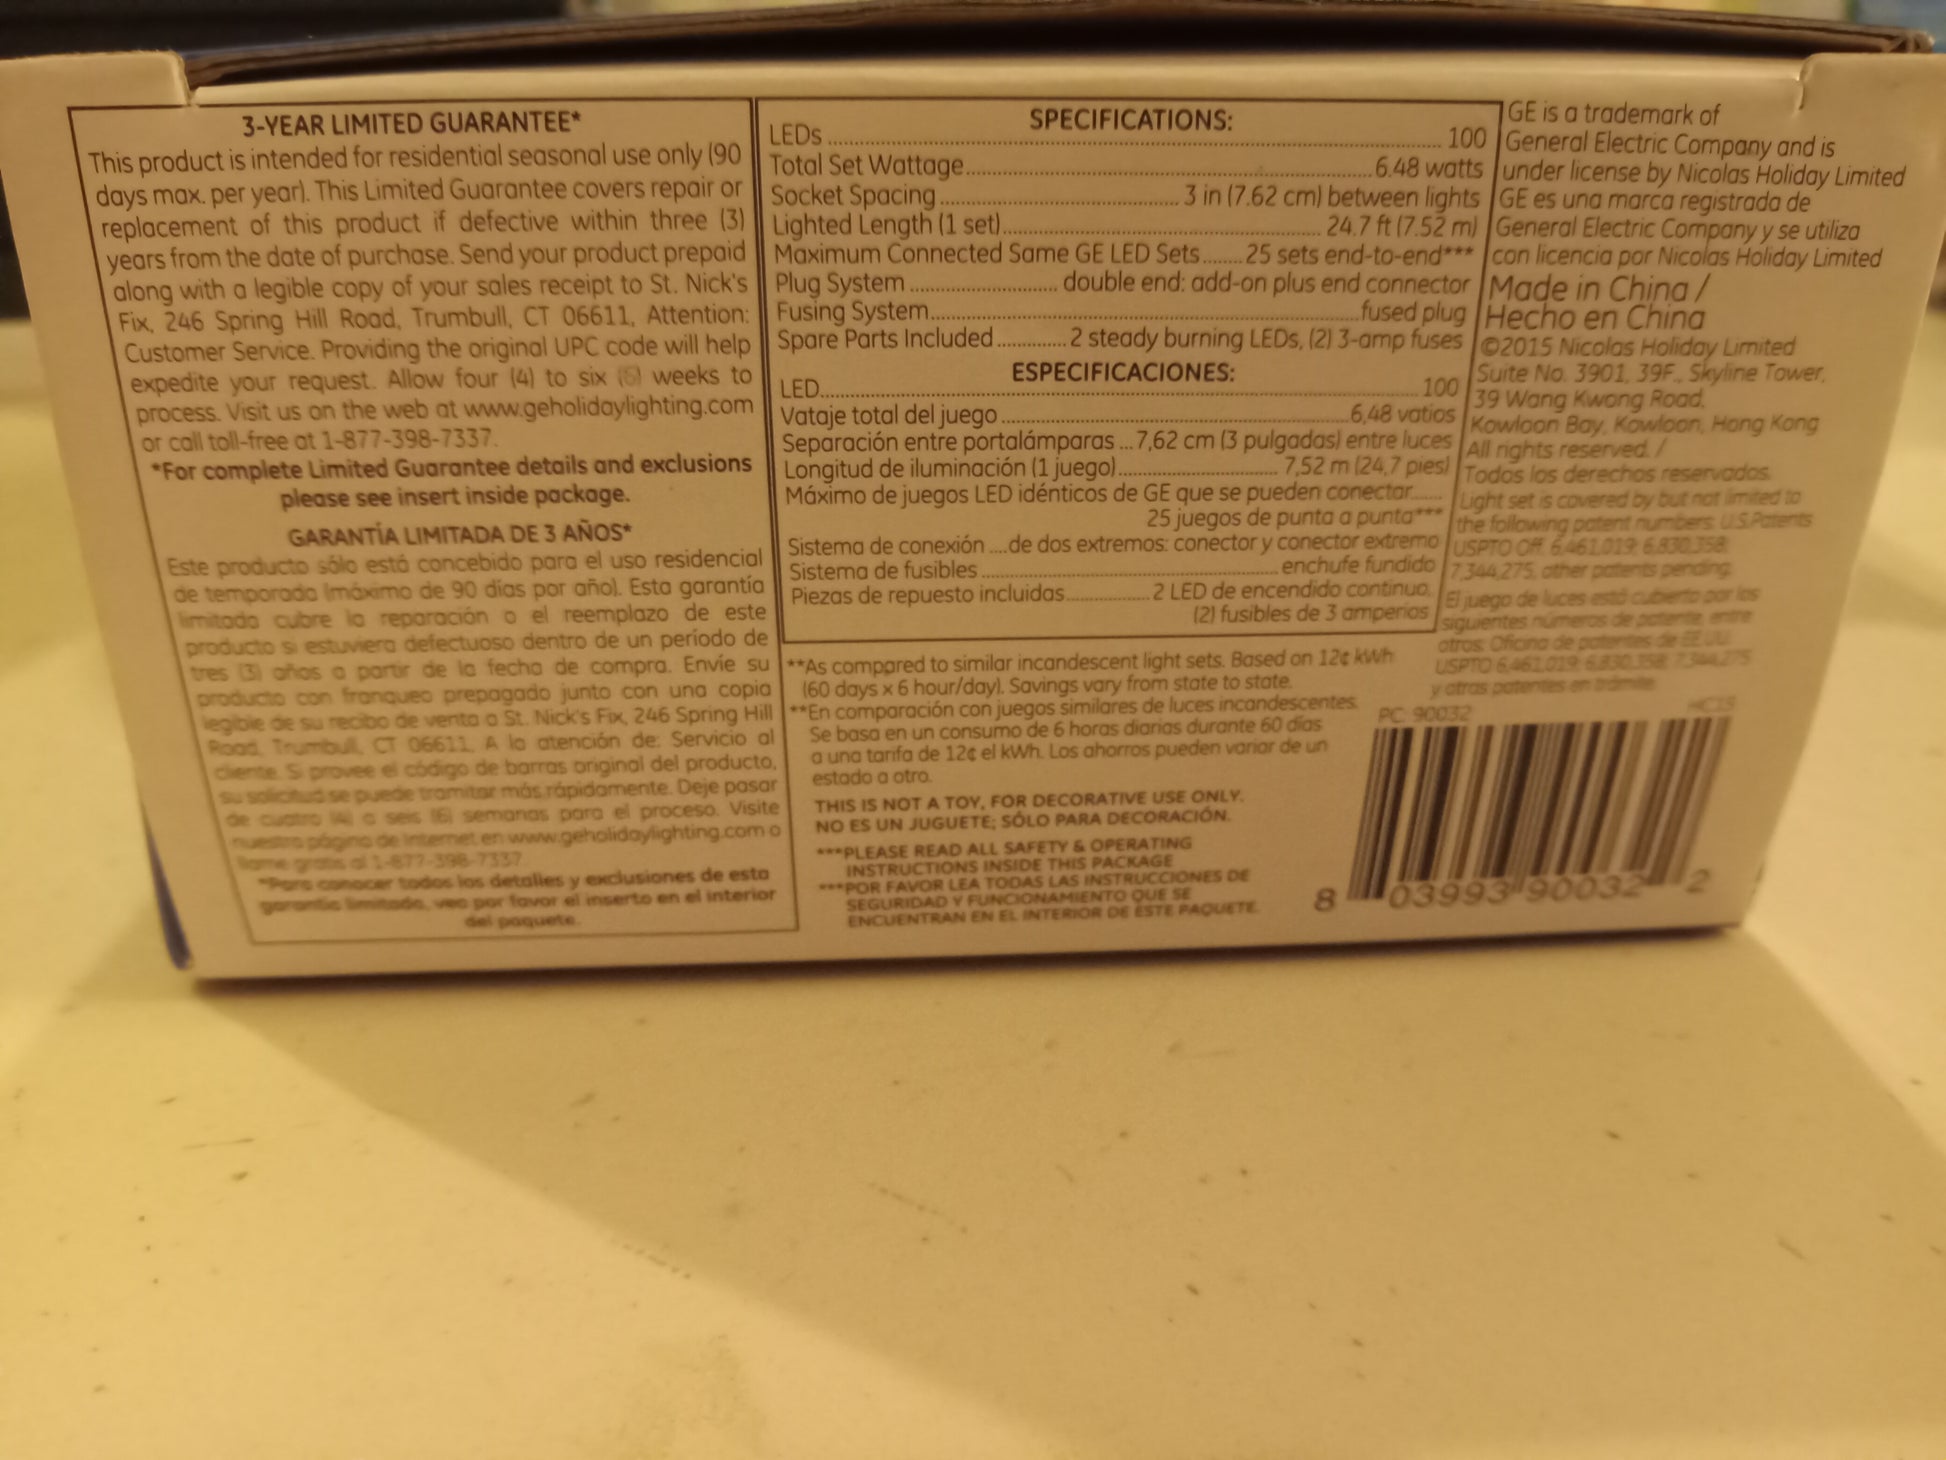 3-YEAR LIMITED GUARANTEE*
This product is intended for residential seasonal use only (90
days max. per year). This Limited Guarantee covers repair or
replacement of this product if defective within three (3)
years from the date of purchase. Send your product prepaid
along with a legible copy of your sales receipt to St. Nick's
Fix, 246 Spring Hill Road, Trumbull, CT 06611, Attention:
Customer Service. Providing the original UPC code will help
expedite your request. Allow four (4) to six (6) weeks to
process. Visit us on the web at www.geholidaylighting.com
or call toll-free at 1-877-398-7337.
*For complete Limited Guarantee details and exclusions
please see insert inside package.
GARANTÍA LIMITADA DE 3 AÑOS*
Este producto sólo está concebido para el uso residencial
de temporada (máximo de 90 días por año). Esta garantía
limitada cubre la reparación o el reemplazo de este
producto si estuviera defectuoso dentro de un período de
tres (3) años a partir de la fecha de compra. Envíe su
producto con franqueo prepagado junto con una copia
legible de su recibo de venta a St. Nick's Fix, 246 Spring Hill
Road, Trumbull, CT 06611, A la atención de: Servicio al
cliente. Si provee el código de barras original del producto,
su solicitud se puede tramitar más rápidamente. Deje pasar
de cuatro (4) a seis (6) semanas para el proceso. Visite
nuestra página de Internet en www.geholidaylighting.com o
llame gratis al 1-877-398-7337
*Para conocer todos los detalles y exclusiones de esta
garantía limitada, vea por favor el inserto en el interior
del paquete.
SPECIFICATIONS:
LEDs 100
Total Set Wattage 6.48 watts
Socket Spacing 3 in (7.62 cm) between lights
Lighted Length (1 set) 24.7 ft (7.52 m)
Maximum Connected Same GE LED Sets 25 sets end-to-end***
Plug System double end: add-on plus end connector
Fusing System fused plug
Spare Parts Included 2 steady burning LEDs, (2) 3-amp fuses
ESPECIFICACIONES:
LED 100
Vataje total del juego 6,48 vatios
Separación entre portalámparas 7,62 cm (3 pulgadas) entre luces
Longitud de iluminación (1 juego) 7,52 m (24,7 pies)
Máximo de juegos LED idénticos de GE que se pueden conectar
25 juegos de punta a punta***
Sistema de conexión de dos extremos: conector y conector extremo
Sistema de fusibles enchufe fundido
Piezas de repuesto incluidas 2 LED de encendido continuo,
(2) fusibles de 3 amperios
**As compared to similar incandescent light sets. Based on 12¢ kWh
(60 days x 6 hour/day). Savings vary from state to state.
**En comparación con juegos similares de luces incandescentes.
Se basa en un consumo de 6 horas diarias durante 60 días
a una tarifa de 12¢ el kWh. Los ahorros pueden variar de un
estado a otro.
THIS IS NOT A TOY, FOR DECORATIVE USE ONLY.
NO ES UN JUGUETE; SÓLO PARA DECORACIÓN.
***PLEASE READ ALL SAFETY & OPERATING
INSTRUCTIONS INSIDE THIS PACKAGE
***POR FAVOR LEA TODAS LAS INSTRUCCIONES DE
SEGURIDAD Y FUNCIONAMIENTO QUE SE
ENCUENTRAN EN EL INTERIOR DE ESTE PAQUETE.
GE is a trademark of
General Electric Company and is
under license by Nicolas Holiday Limited
GE es una marca registrada de
General Electric Company y se utiliza
con licencia por Nicolas Holiday Limited
Made in China /
Hecho en China
©2015 Nicolas Holiday Limited
Suite No. 3901, 39F., Skyline Tower,
39 Wang Kwong Road,
Kowloon Bay, Kowloon, Hong Kong
All rights reserved. /
Todos los derechos reservados.
Light set is covered by but not limited to
the following patent numbers: U.S.Patents
USPTO Off. 6,461,019; 6,830,358;
7,344,275, other patents pending.
El juego de luces está cubierto por los
siguientes números de patente, entre
otros: Oficina de patentes de EE.UU.
USPTO 6,461,019; 6,830,358; 7,344,275
y otras patentes en trámite.
PC: 90032 HC15
8 03993 90032 2